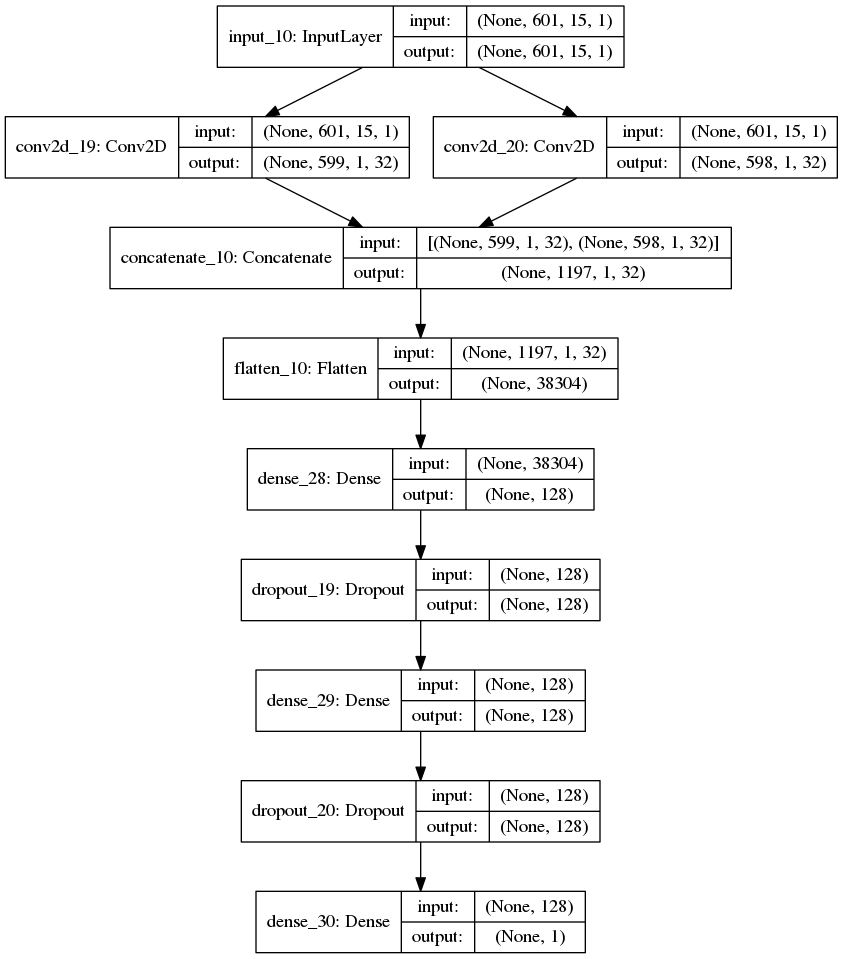 input_10: InputLayer
input: (None, 601, 15, 1)
output: (None, 601, 15, 1)
conv2d_19: Conv2D
input: (None, 601, 15, 1)
output: (None, 599, 1, 32)
conv2d_20: Conv2D
input: (None, 601, 15, 1)
output: (None, 598, 1, 32)
concatenate_10: Concatenate
input: [(None, 599, 1, 32), (None, 598, 1, 32)]
output: (None, 1197, 1, 32)
flatten_10: Flatten
input: (None, 1197, 1, 32)
output: (None, 38304)
dense_28: Dense
input: (None, 38304)
output: (None, 128)
dropout_19: Dropout
input: (None, 128)
output: (None, 128)
dense_29: Dense
input: (None, 128)
output: (None, 128)
dropout_20: Dropout
input: (None, 128)
output: (None, 128)
dense_30: Dense
input: (None, 128)
output: (None, 1)